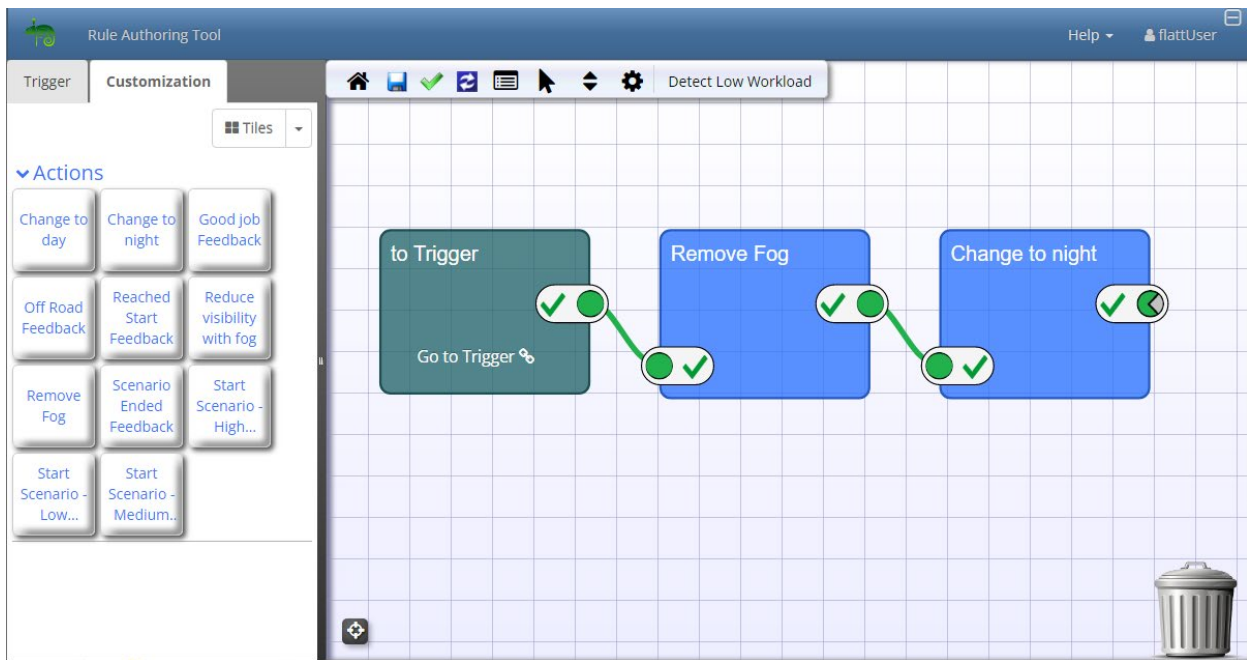 Rule Authoring Tool
Help
flattUser
Trigger
Customization
Detect Low Workload
Tiles
Actions
Change to
day
Change to
night
Good job
Feedback
Off Road
Feedback
Reached
Start
Feedback
Reduce
visibility
with fog
Remove
Fog
Scenario
Ended
Feedback
Start
Scenario -
High...
Start
Scenario -
Low...
Start
Scenario -
Medium..
to Trigger
Go to Trigger
Remove Fog
Change to night